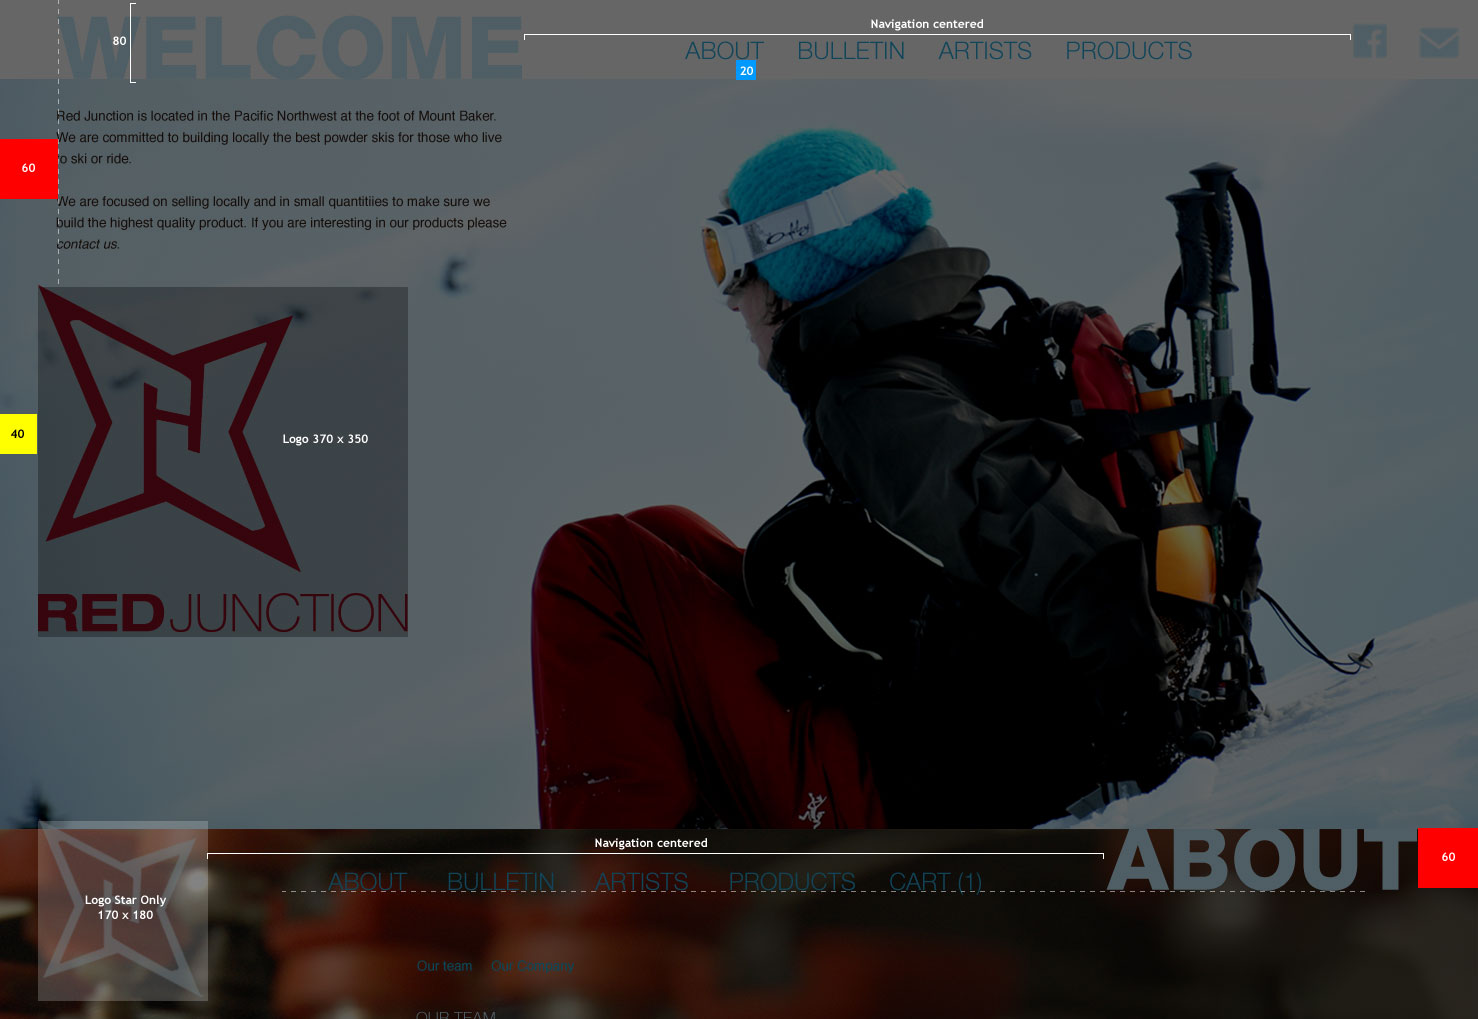 WELCOME
80
Navigation centered
ABOUT BULLETIN ARTISTS PRODUCTS
20
Red Junction is located in the Pacific Northwest at the foot of Mount Baker.
We are committed to building locally the best powder skis for those who live
to ski or ride.
60
We are focused on selling locally and in small quantitiies to make sure we
build the highest quality product. If you are interesting in our products please
contact us.
Oakley
40
Logo 370 x 350
REDJUNCTION
Navigation centered
ABOUT
60
ABOUT BULLETIN ARTISTS PRODUCTS CART (1)
Logo Star Only
170 x 180
Our team Our Company
OUR TEAM